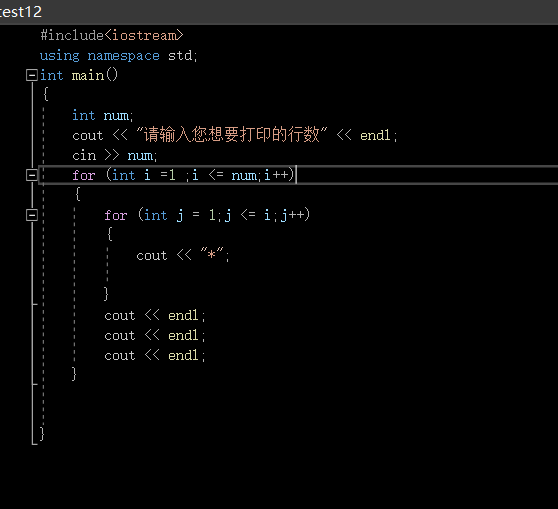 test12
#include<iostream>
using namespace std;
int main()
{
int num;
cout << "请输入您想要打印的行数" << endl;
cin >> num;
for (int i =1 ;i <= num;i++)
{
for (int j = 1;j <= i;j++)
{
cout << "*";
}
cout << endl;
cout << endl;
cout << endl;
}
}